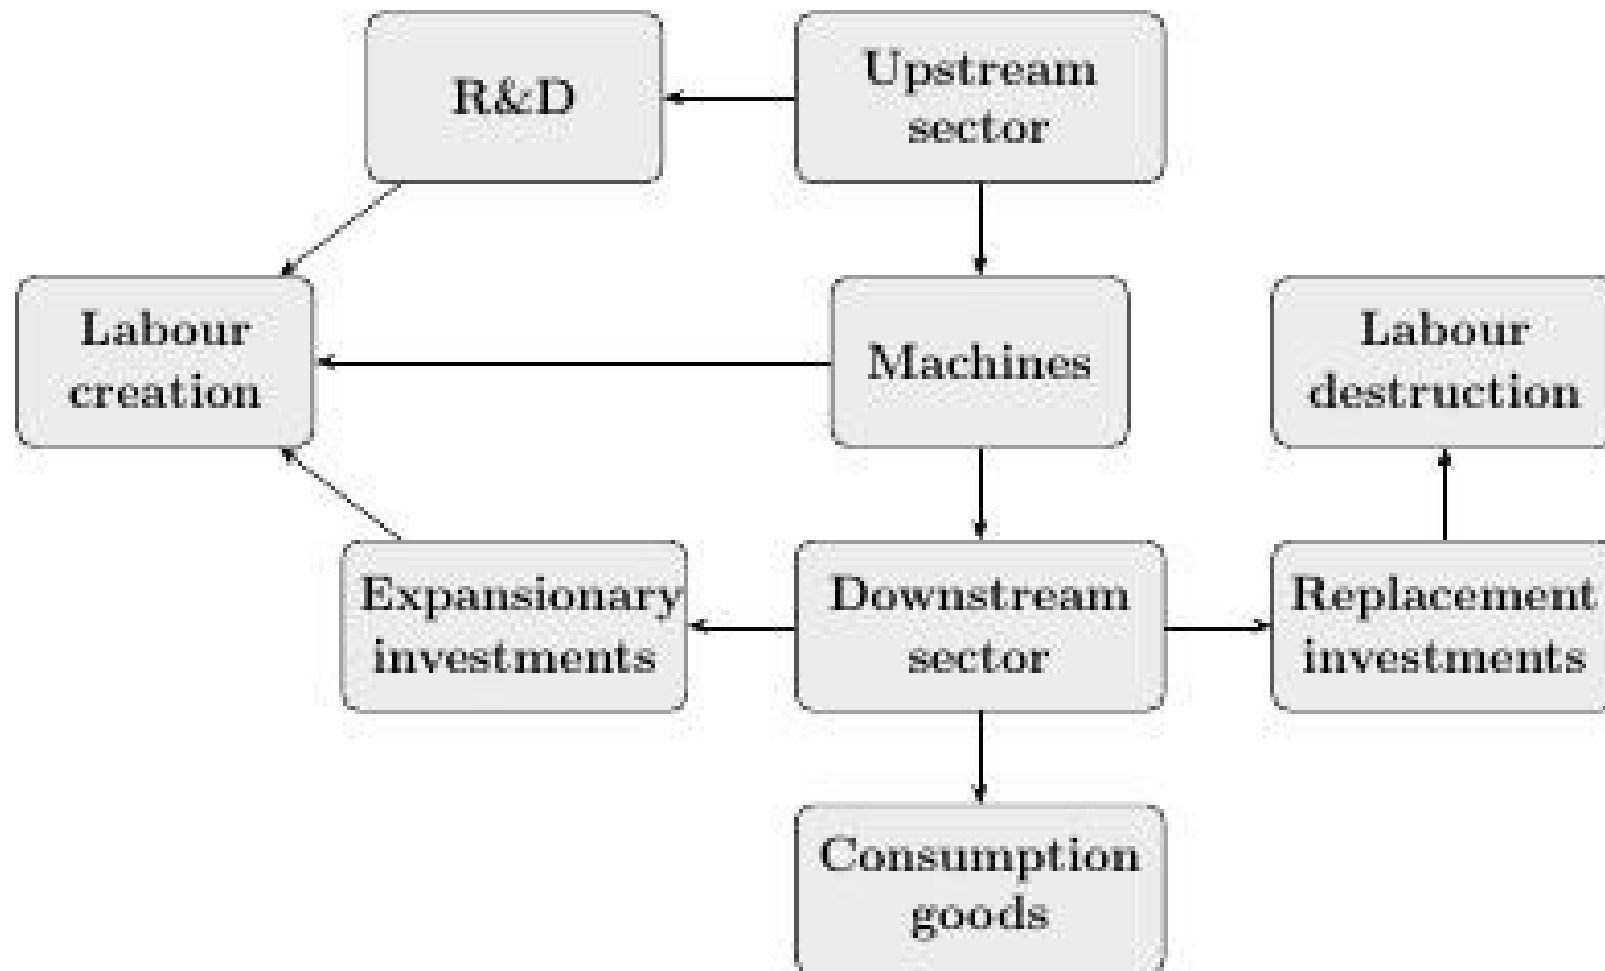 R&D
Upstream
sector
Labour
creation
Machines
Labour
destruction
Expansionary
investments
Downstream
sector
Replacement
investments
Consumption
goods